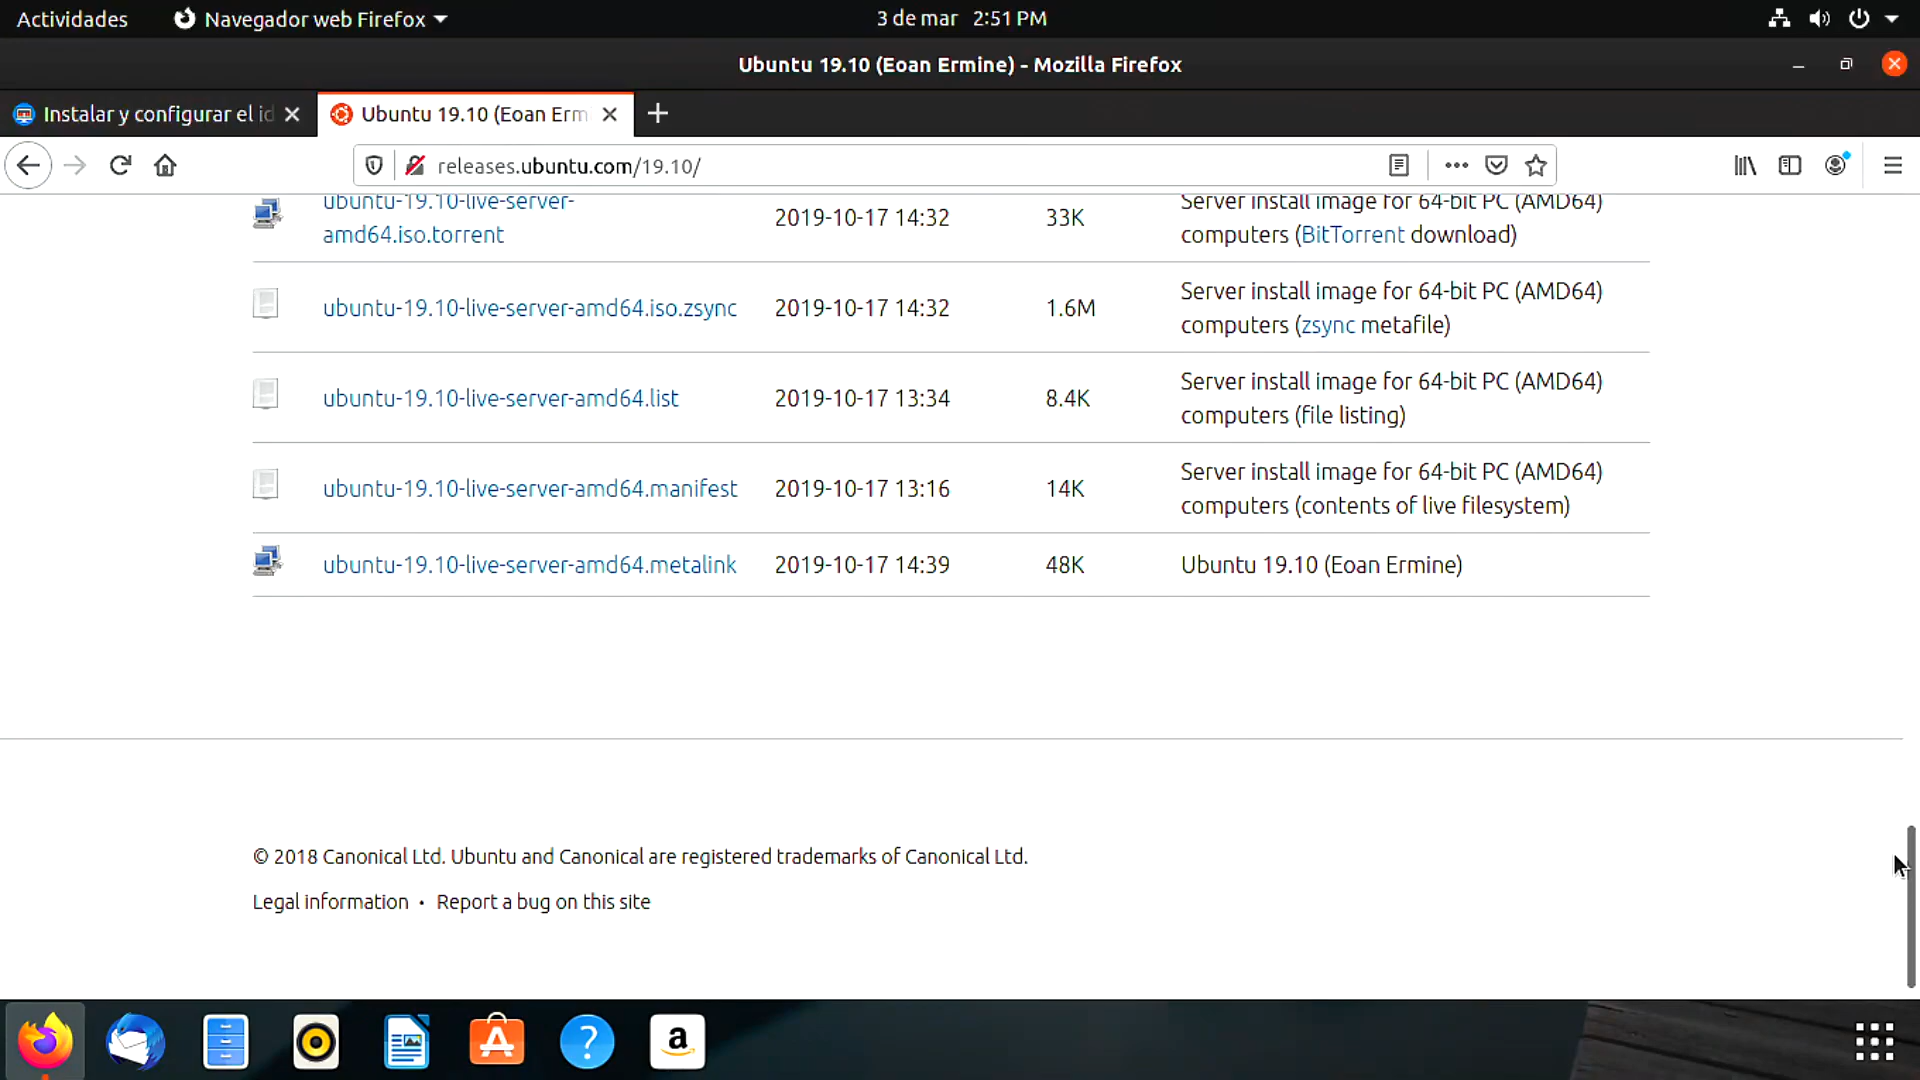 Actividades
Navegador web Firefox
3 de mar 2:51 PM
Ubuntu 19.10 (Eoan Ermine) - Mozilla Firefox
Instalar y configurar el id
Ubuntu 19.10 (Eoan Erm
releases.ubuntu.com/19.10/
ubuntu-19.10-live-server-
amd64.iso.torrent
2019-10-17 14:32
33K
Server install image for 64-bit PC (AMD64)
computers (BitTorrent download)
ubuntu-19.10-live-server-amd64.iso.zsync
2019-10-17 14:32
1.6M
Server install image for 64-bit PC (AMD64)
computers (zsync metafile)
ubuntu-19.10-live-server-amd64.list
2019-10-17 13:34
8.4K
Server install image for 64-bit PC (AMD64)
computers (file listing)
ubuntu-19.10-live-server-amd64.manifest
2019-10-17 13:16
14K
Server install image for 64-bit PC (AMD64)
computers (contents of live filesystem)
ubuntu-19.10-live-server-amd64.metalink
2019-10-17 14:39
48K
Ubuntu 19.10 (Eoan Ermine)
© 2018 Canonical Ltd. Ubuntu and Canonical are registered trademarks of Canonical Ltd.
Legal information • Report a bug on this site